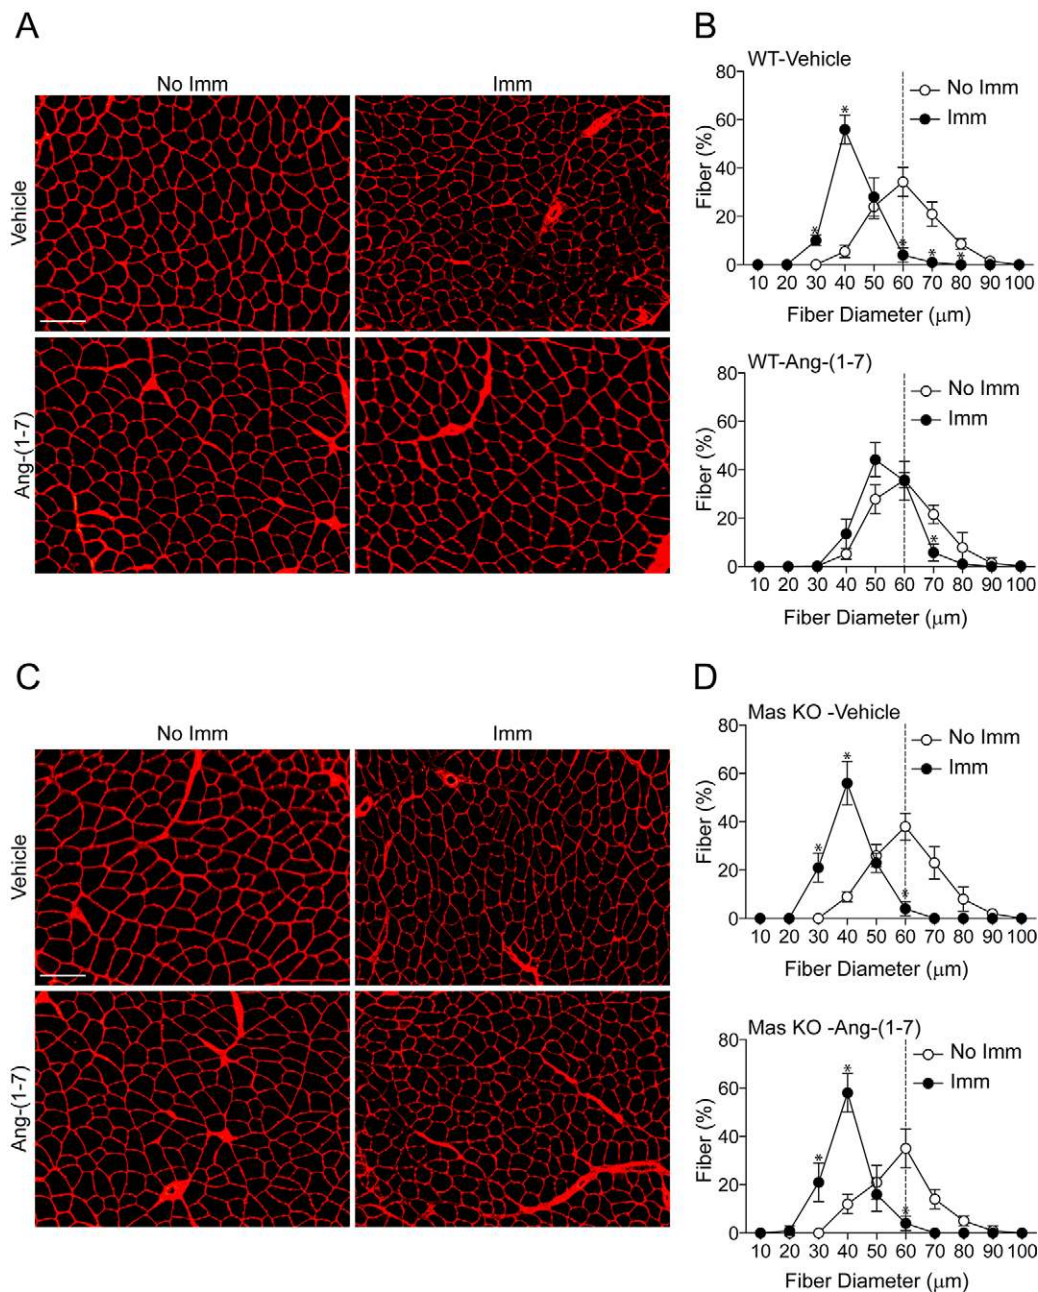 A
No Imm
Imm
Vehicle
Ang-(1-7)
B
WT-Vehicle
No Imm
Imm
*
*
*
*
*
80
60
40
20
0
Fiber (%)
10 20 30 40 50 60 70 80 90 100
Fiber Diameter (μm)
WT-Ang-(1-7)
No Imm
Imm
*
80
60
40
20
0
Fiber (%)
10 20 30 40 50 60 70 80 90 100
Fiber Diameter (μm)
C
No Imm
Imm
Vehicle
Ang-(1-7)
D
Mas KO -Vehicle
No Imm
Imm
*
*
*
80
60
40
20
0
Fiber (%)
10 20 30 40 50 60 70 80 90 100
Fiber Diameter (μm)
Mas KO -Ang-(1-7)
No Imm
Imm
*
*
*
80
60
40
20
0
Fiber (%)
10 20 30 40 50 60 70 80 90 100
Fiber Diameter (μm)